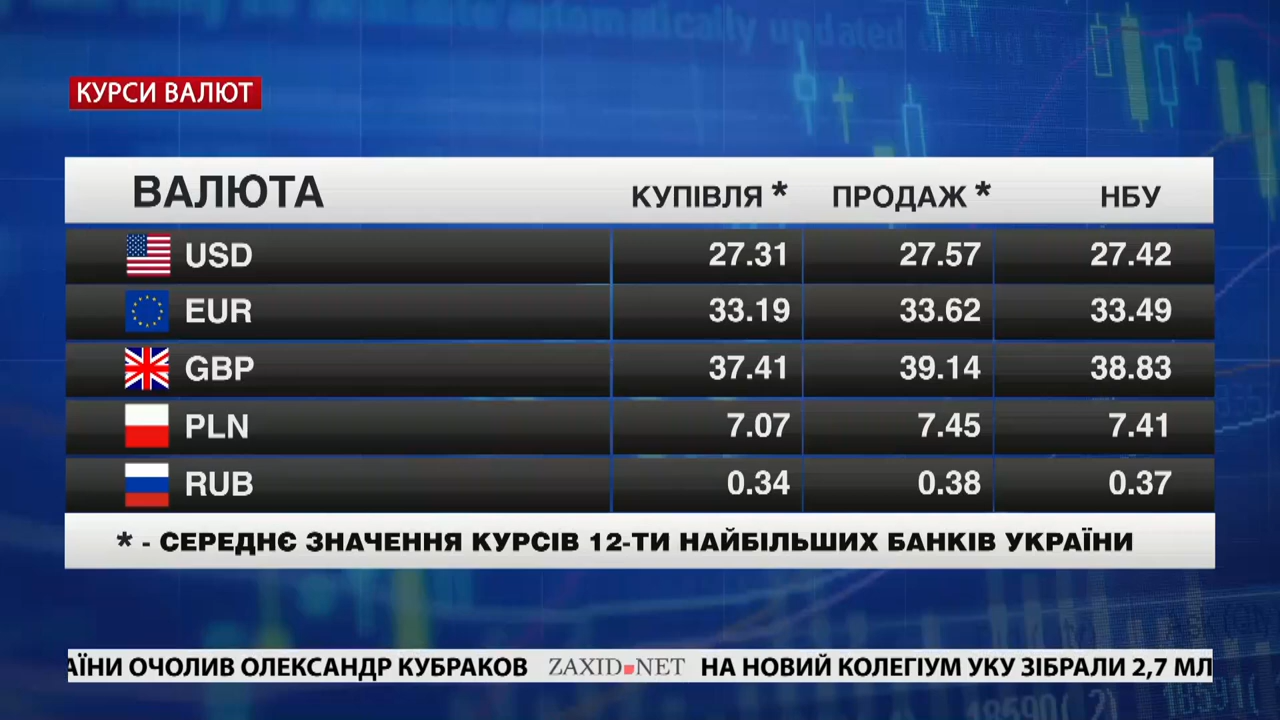 automatically updated during
КУРСИ ВАЛЮТ
ВАЛЮТА КУПІВЛЯ * ПРОДАЖ * НБУ
USD 27.31 27.57 27.42
EUR 33.19 33.62 33.49
GBP 37.41 39.14 38.83
PLN 7.07 7.45 7.41
RUB 0.34 0.38 0.37
* - СЕРЕДНЄ ЗНАЧЕННЯ КУРСІВ 12-ТИ НАЙБІЛЬШИХ БАНКІВ УКРАЇНИ
АЇНИ ОЧОЛИВ ОЛЕКСАНДР КУБРАКОВ ZAXID.NET НА НОВИЙ КОЛЕГІУМ УКУ ЗІБРАЛИ 2,7 МЛ